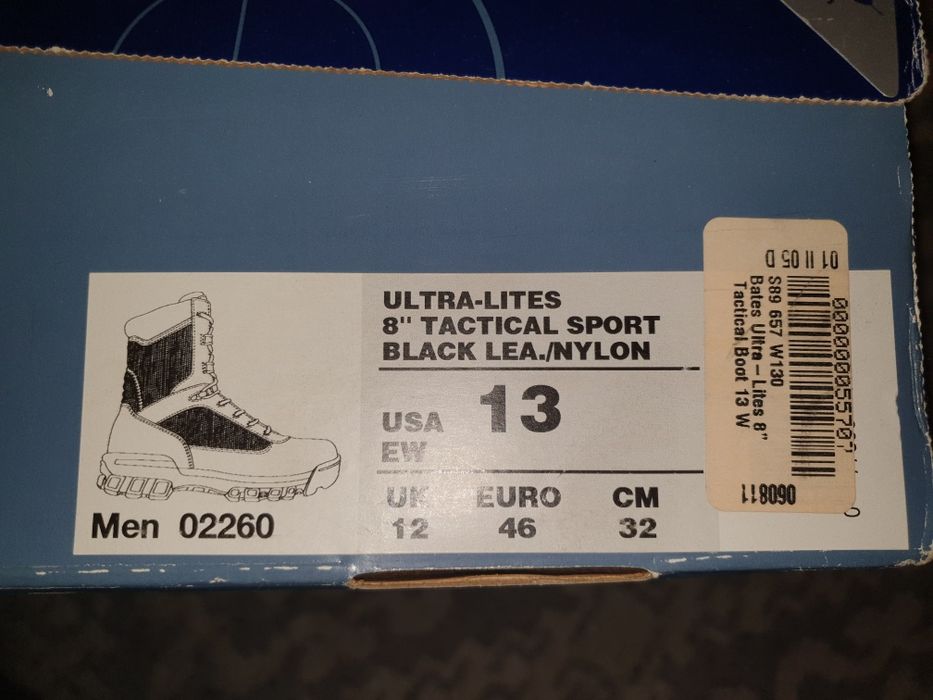 ULTRA-LITES
8" TACTICAL SPORT
BLACK LEA./NYLON
USA 13
EW
UK EURO CM
12 46 32
Men 02260
01 11 05 D
S89 657 W130
Bates Ultra – Lites 8"
Tactical Boot 13 W
060811